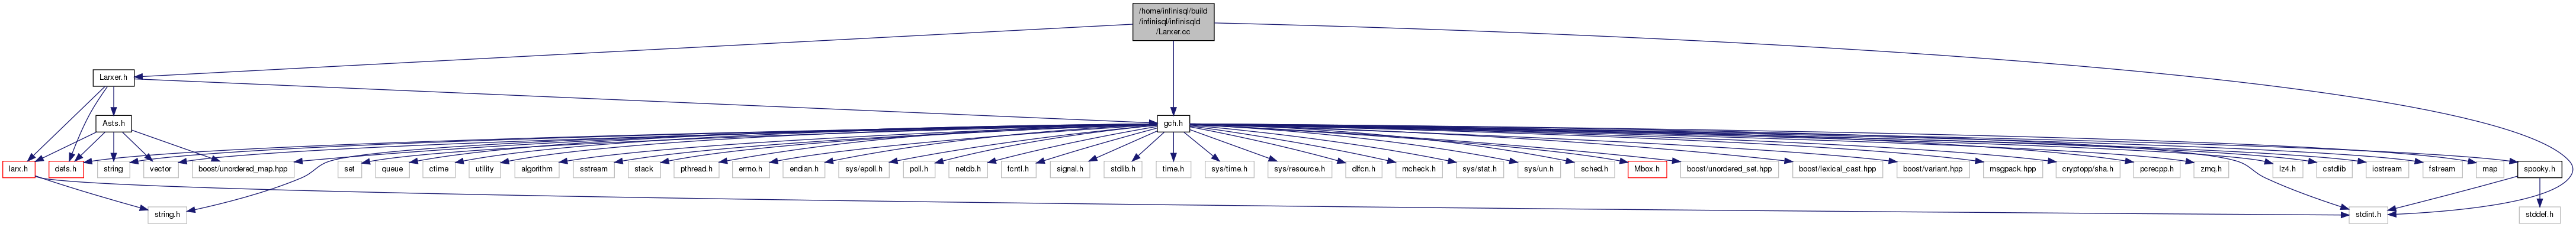 /home/infinisql/build
/infinisql/infinisqld
/Larxer.cc
Larxer.h
Asts.h
gch.h
larx.h
defs.h
string
vector
boost/unordered_map.hpp
set
queue
ctime
utility
algorithm
sstream
stack
pthread.h
errno.h
endian.h
sys/epoll.h
poll.h
netdb.h
fcntl.h
signal.h
stdlib.h
time.h
sys/time.h
sys/resource.h
dlfcn.h
mcheck.h
sys/stat.h
sys/un.h
sched.h
Mbox.h
boost/unordered_set.hpp
boost/lexical_cast.hpp
boost/variant.hpp
msgpack.hpp
cryptopp/sha.h
pcrecpp.h
zmq.h
lz4.h
cstdlib
iostream
fstream
map
spooky.h
string.h
stdint.h
stddef.h